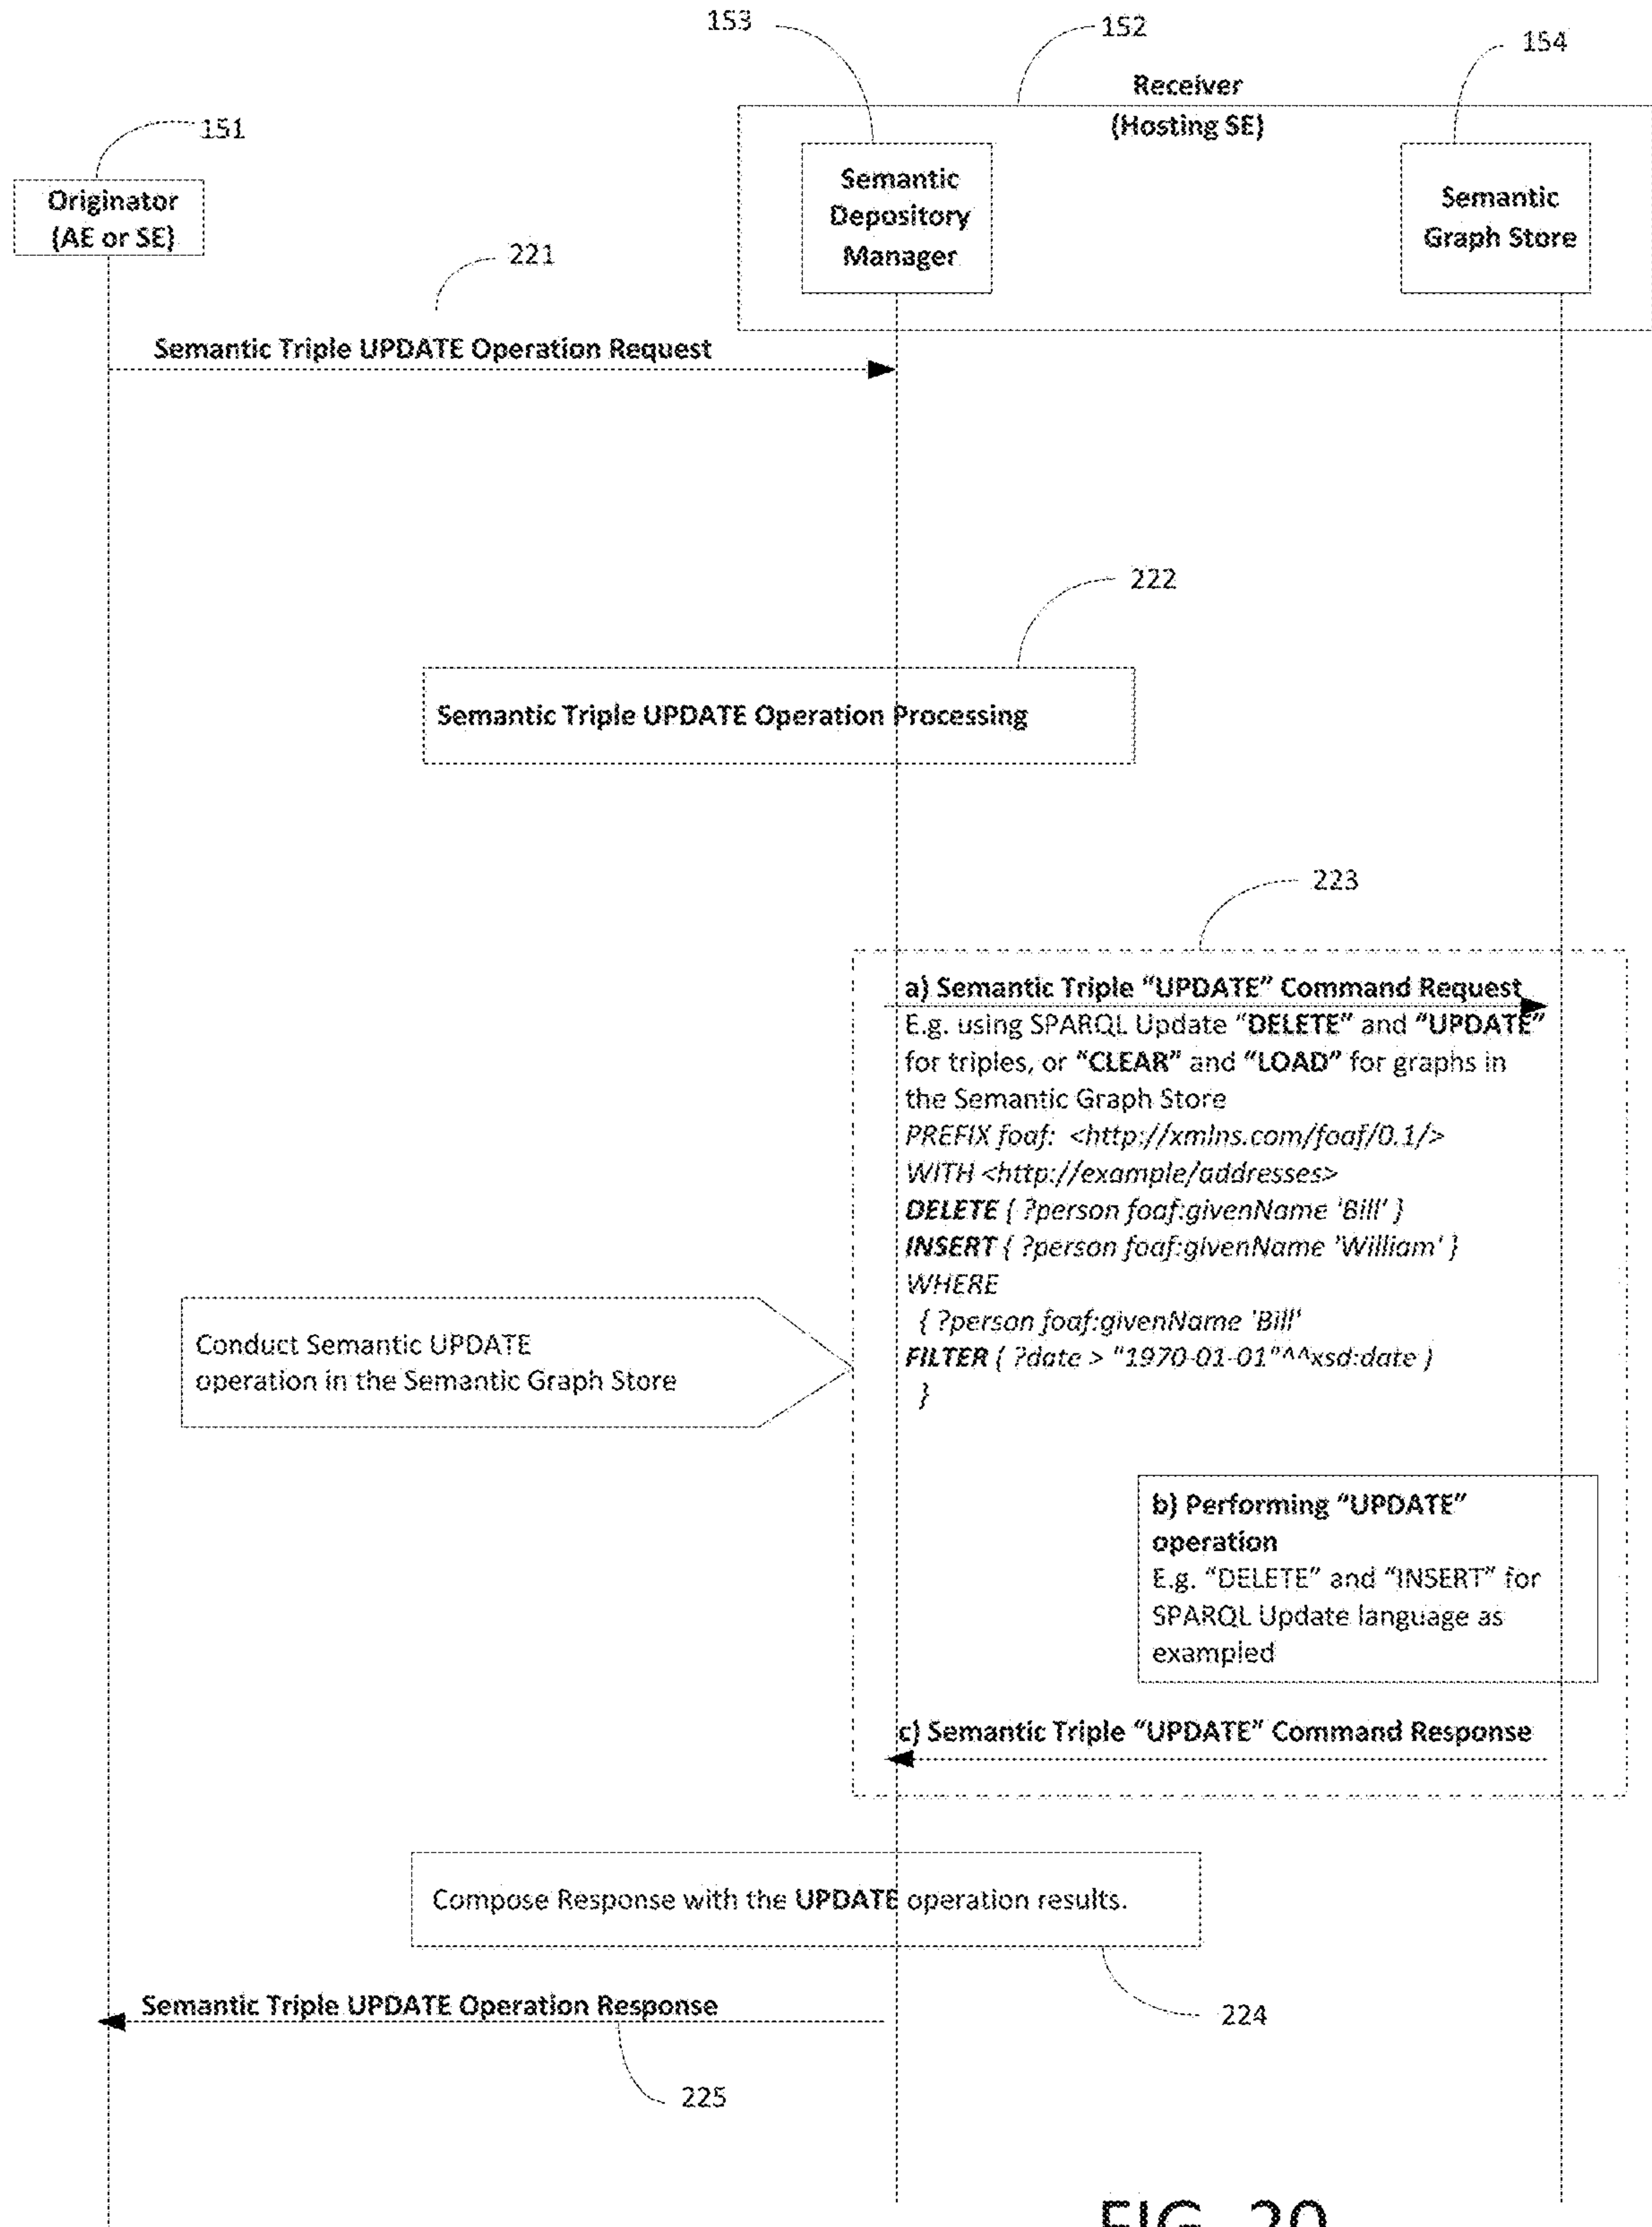 153
152
154
Receiver
(Hosting SE)
151
Originator
(AE or SE)
Semantic
Depository
Manager
Semantic
Graph Store
221
Semantic Triple UPDATE Operation Request
222
Semantic Triple UPDATE Operation Processing
223
a) Semantic Triple “UPDATE” Command Request
E.g. using SPARQL Update “DELETE” and “UPDATE”
for triples, or “CLEAR” and “LOAD” for graphs in
the Semantic Graph Store
PREFIX foaf: <http://xmlns.com/foaf/0.1/>
WITH <http://example/addresses>
DELETE { ?person foaf:givenName 'Bill' }
INSERT { ?person foaf:givenName 'William' }
WHERE
{ ?person foaf:givenName 'Bill'
FILTER ( ?date > "1970-01-01"^^xsd:date )
}
Conduct Semantic UPDATE
operation in the Semantic Graph Store
b) Performing “UPDATE”
operation
E.g. “DELETE” and “INSERT” for
SPARQL Update language as
exampled
c) Semantic Triple “UPDATE” Command Response
Compose Response with the UPDATE operation results.
224
Semantic Triple UPDATE Operation Response
225
FIG. 20